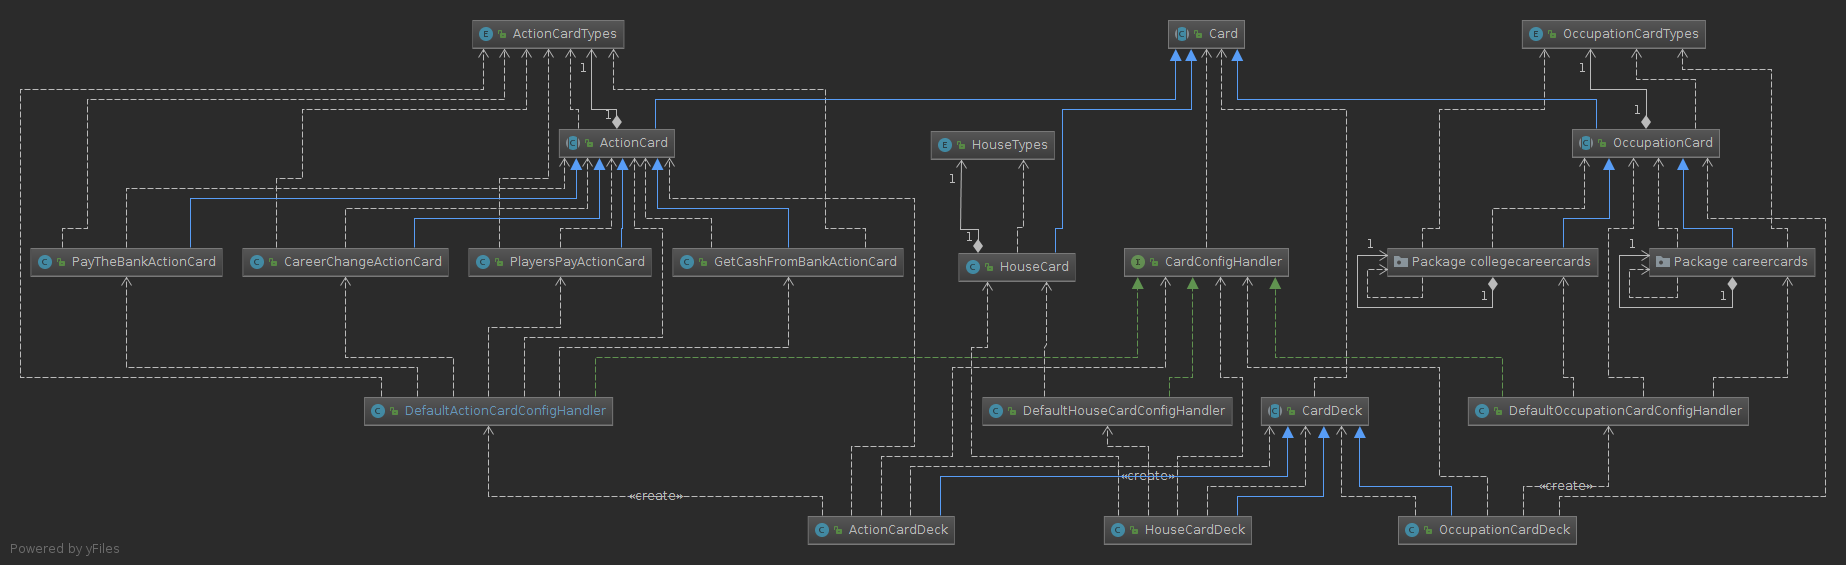 ActionCardTypes
Card
OccupationCardTypes
1
1
1
1
ActionCard
HouseTypes
OccupationCard
1
1
1
1
PayTheBankActionCard
CareerChangeActionCard
PlayersPayActionCard
GetCashFromBankActionCard
HouseCard
CardConfigHandler
Package collegecareercards
Package careercards
1
1
DefaultActionCardConfigHandler
DefaultHouseCardConfigHandler
CardDeck
DefaultOccupationCardConfigHandler
«create»
«create»
«create»
ActionCardDeck
HouseCardDeck
OccupationCardDeck
Powered by yFiles